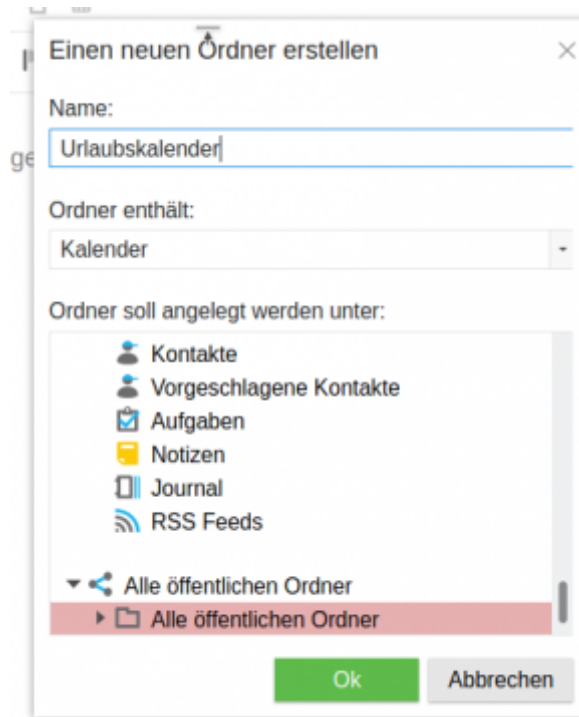 Einen neuen Ordner erstellen
Name:
ge
Urlaubskalender
Ordner enthält:
Kalender
Ordner soll angelegt werden unter:
Kontakte
Vorgeschlagene Kontakte
Aufgaben
Notizen
Journal
RSS Feeds
Alle öffentlichen Ordner
Alle öffentlichen Ordner
Ok Abbrechen